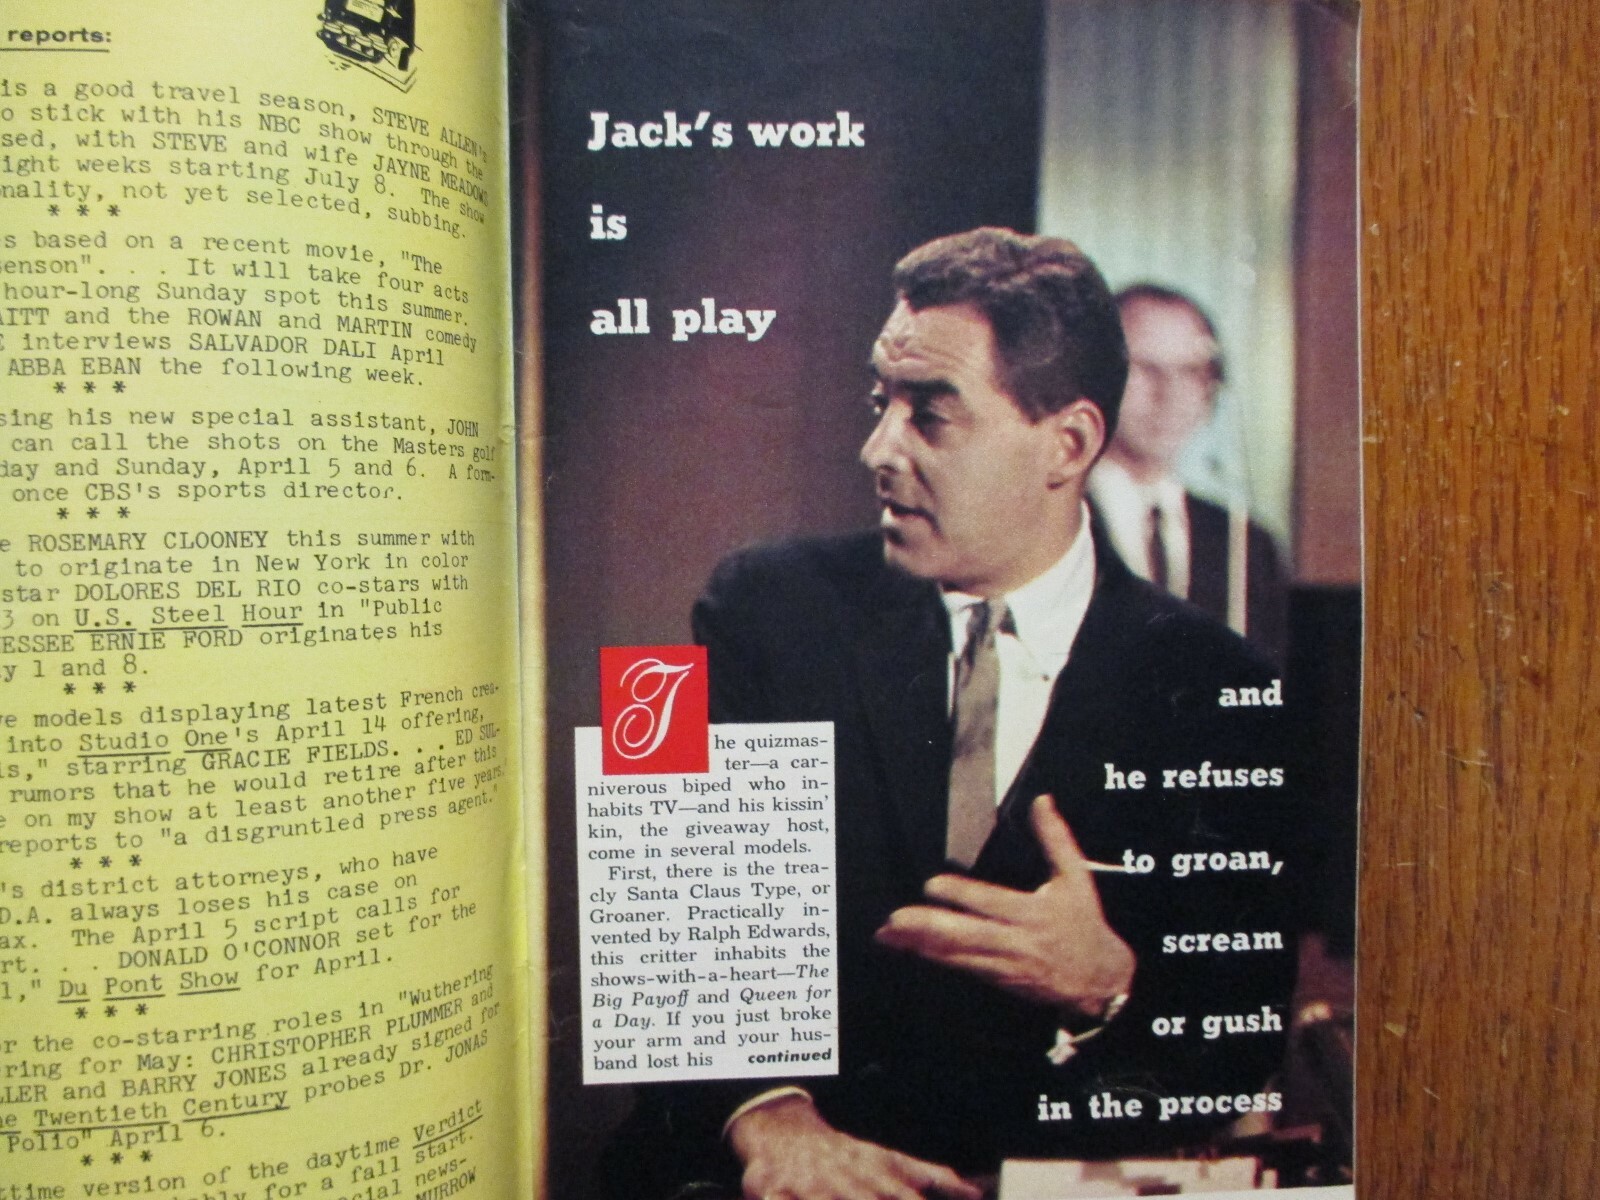 reports:
is a good travel season, STEVE ALLEN's
o stick with his NBC show through the
sed, with STEVE and wife JAYNE MEADOWS
ight weeks starting July 8. The show
nality, not yet selected, subbing.
* * *
s based on a recent movie, "The
enson". . . It will take four acts
hour-long Sunday spot this summer.
AITT and the ROWAN and MARTIN comedy
E interviews SALVADOR DALI April
ABBA EBAN the following week.
* * *
sing his new special assistant, JOHN
can call the shots on the Masters golf
day and Sunday, April 5 and 6. A form-
once CBS's sports director.
* * *
e ROSEMARY CLOONEY this summer with
to originate in New York in color
star DOLORES DEL RIO co-stars with
3 on U.S. Steel Hour in "Public
ESSEE ERNIE FORD originates his
y 1 and 8.
* * *
ve models displaying latest French crea-
into Studio One's April 14 offering,
ls," starring GRACIE FIELDS. . . ED SUL-
rumors that he would retire after this
e on my show at least another five years,
reports to "a disgruntled press agent."
* * *
's district attorneys, who have
D.A. always loses his case on
ax. The April 5 script calls for
rt. . . DONALD O'CONNOR set for the
l," Du Pont Show for April.
* * *
or the co-starring roles in "Wuthering
ring for May: CHRISTOPHER PLUMMER and
LLER and BARRY JONES already signed for
he Twentieth Century probes Dr. JONAS
Polio" April 6.
* * *
ttime version of the daytime Verdict
ably for a fall start.
cial news-
MURROW
Jack's work
is
all play
The quizmas-
ter—a car-
niverous biped who in-
habits TV—and his kissin'
kin, the giveaway host,
come in several models.
First, there is the trea-
cly Santa Claus Type, or
Groaner. Practically in-
vented by Ralph Edwards,
this critter inhabits the
shows-with-a-heart—The
Big Payoff and Queen for
a Day. If you just broke
your arm and your hus-
band lost his continued
and
he refuses
to groan,
scream
or gush
in the process